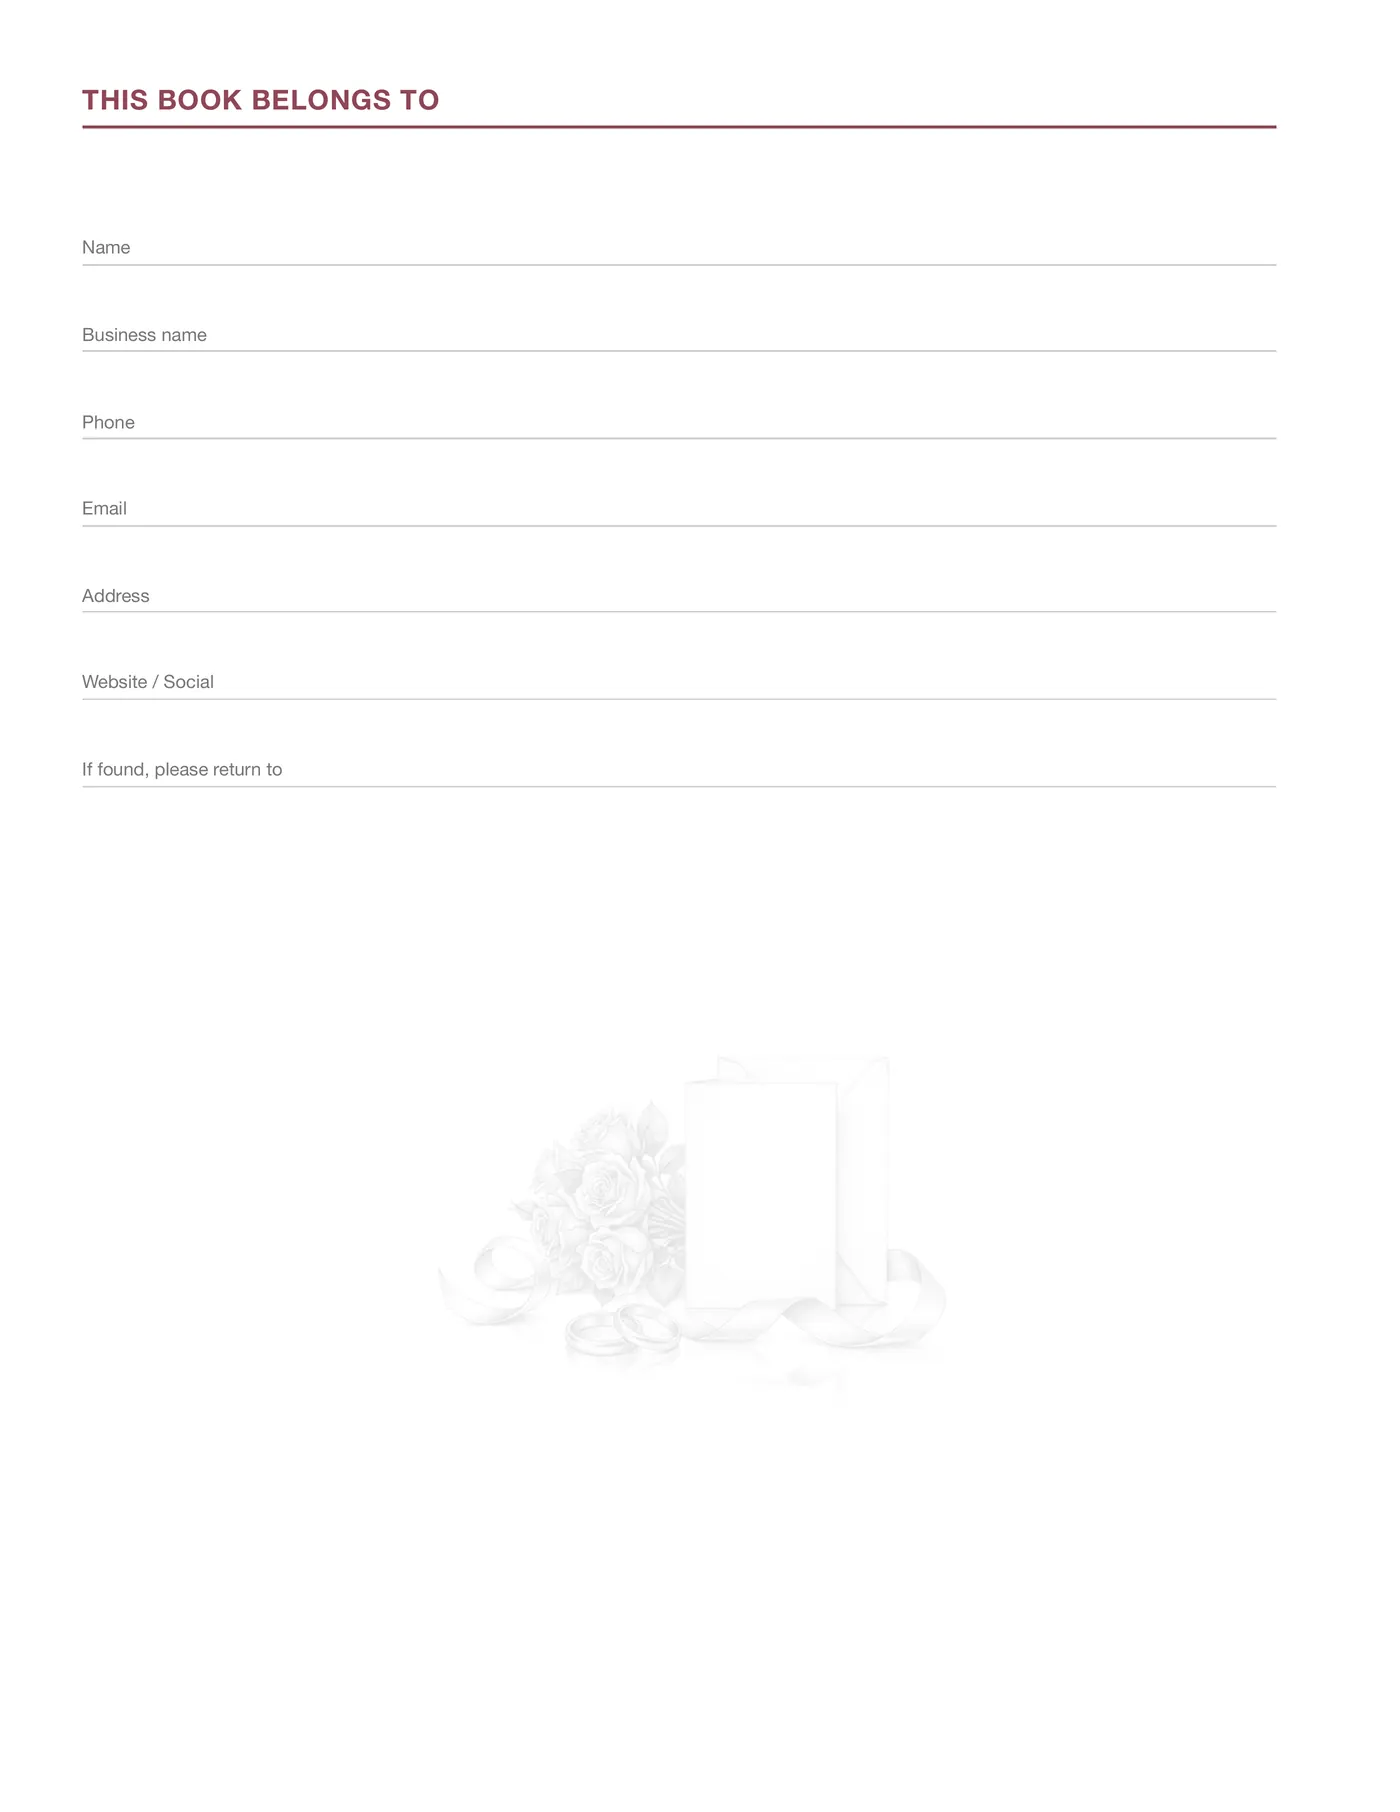 THIS BOOK BELONGS TO
Name
Business name
Phone
Email
Address
Website / Social
If found, please return to